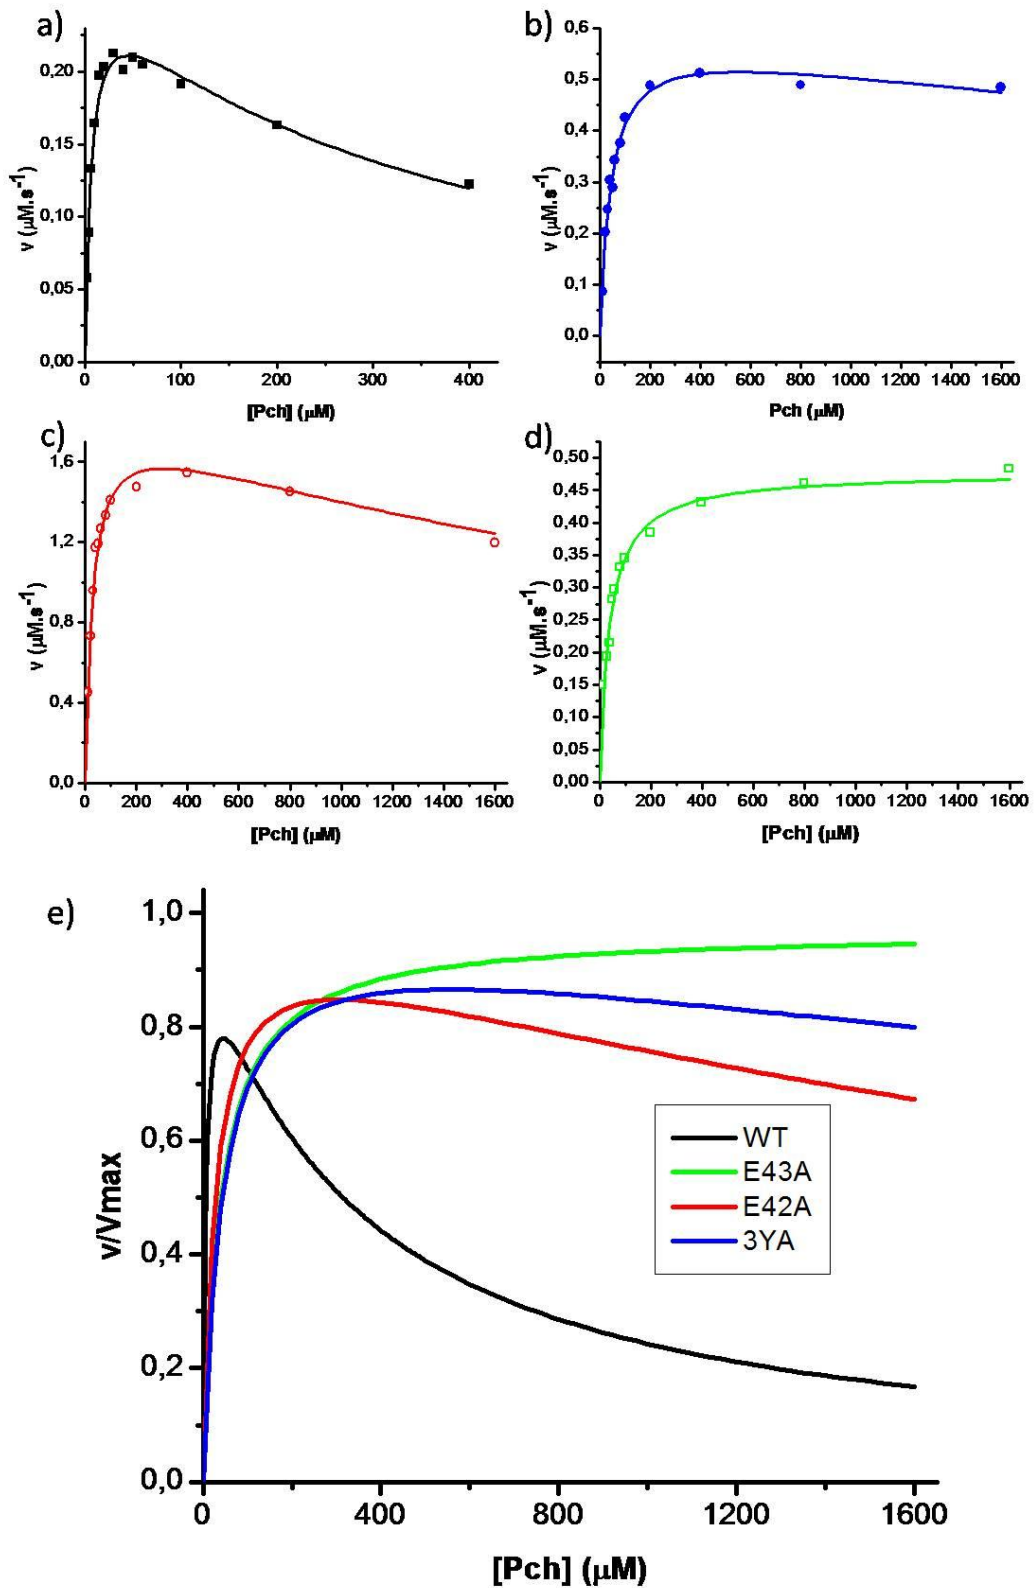 a)
0,20
0,15
0,10
0,05
0,00
v (μM.s⁻¹)
0 100 200 300 400
[Pch] (μM)
b)
0,6
0,5
0,4
0,3
0,2
0,1
0,0
v (μM.s⁻¹)
0 200 400 600 800 1000 1200 1400 1600
Pch (μM)
c)
1,6
1,2
0,8
0,4
0,0
v (μM.s⁻¹)
0 200 400 600 800 1000 1200 1400 1600
[Pch] (μM)
d)
0,50
0,45
0,40
0,35
0,30
0,25
0,20
0,15
0,10
0,05
0,00
v (μM.s⁻¹)
0 200 400 600 800 1000 1200 1400 1600
[Pch] (μM)
e)
1,0
0,8
0,6
0,4
0,2
0,0
v/Vmax
WT
E43A
E42A
3YA
0 400 800 1200 1600
[Pch] (μM)